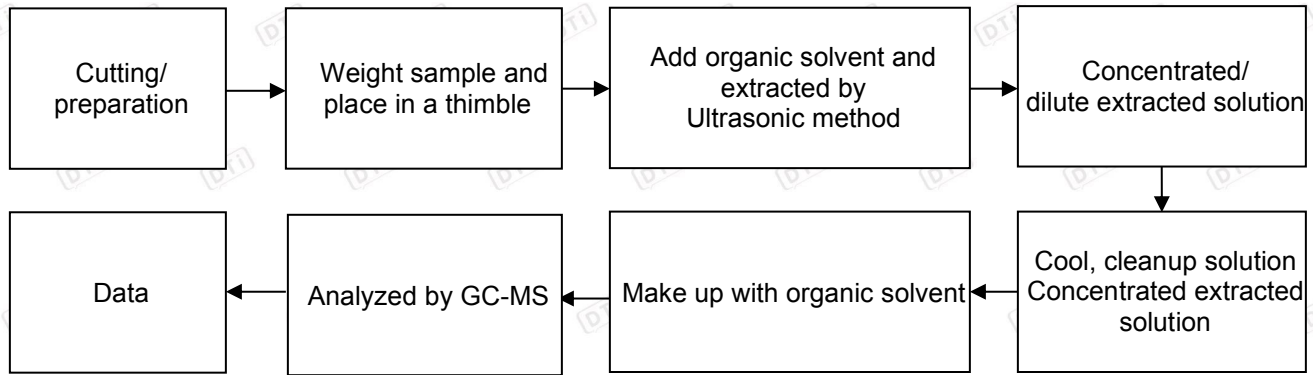 Cutting/
preparation
Weight sample and
place in a thimble
Add organic solvent and
extracted by
Ultrasonic method
Concentrated/
dilute extracted solution
Cool, cleanup solution
Concentrated extracted
solution
Make up with organic solvent
Analyzed by GC-MS
Data
DTi